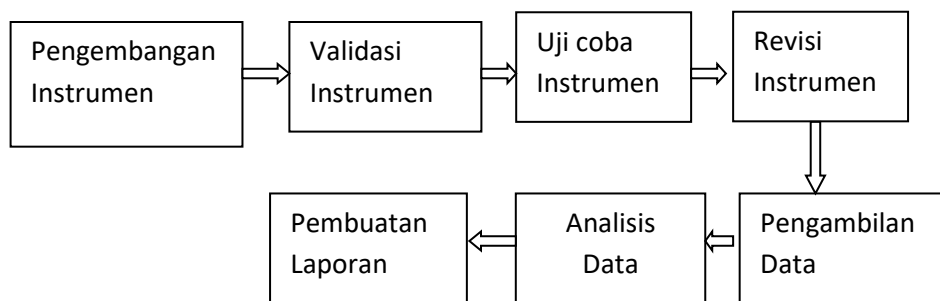 Pengembangan
Instrumen
Validasi
Instrumen
Uji coba
Instrumen
Revisi
Instrumen
Pengambilan
Data
Analisis
Data
Pembuatan
Laporan